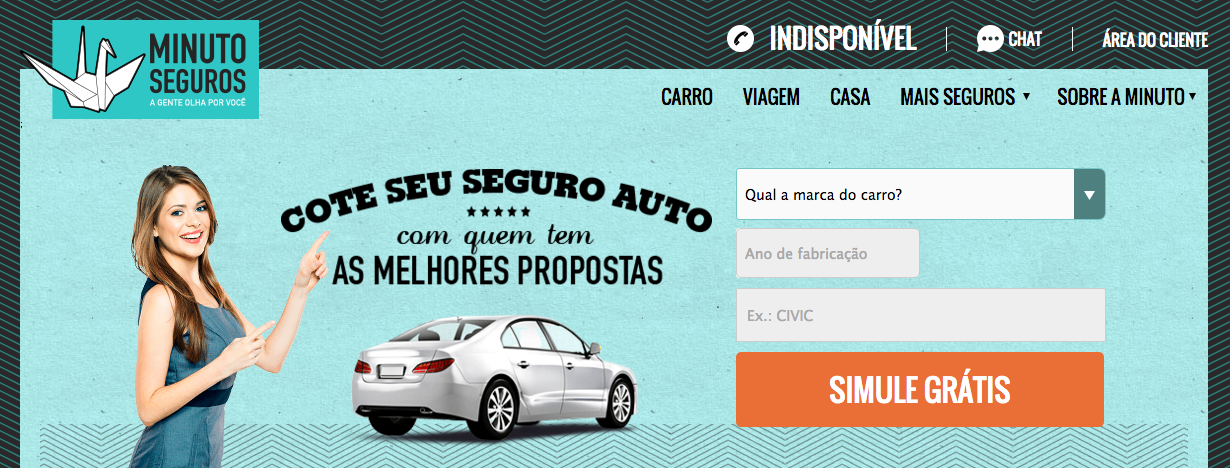 MINUTO
SEGUROS
A GENTE OLHA POR VOCÊ
INDISPONÍVEL
CHAT
ÁREA DO CLIENTE
CARRO
VIAGEM
CASA
MAIS SEGUROS
SOBRE A MINUTO
COTE SEU SEGURO AUTO
com quem tem
AS MELHORES PROPOSTAS
Qual a marca do carro?
Ano de fabricação
Ex.: CIVIC
SIMULE GRÁTIS